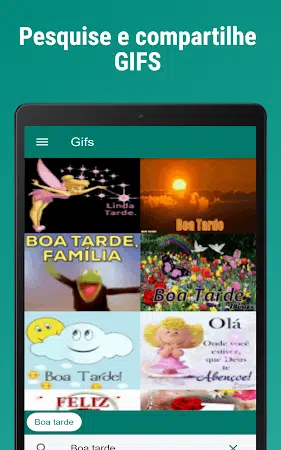 Pesquise e compartilhe
GIFS
Gifs
Linda
Tarde.
Boa Tarde
BOA TARDE,
FAMÍLIA
Boa Tarde
Boa Tarde!
Olá
Onde você
estiver,
que Deus
te
Abençoe!
FELIZ
Boa tarde
Boa tarde